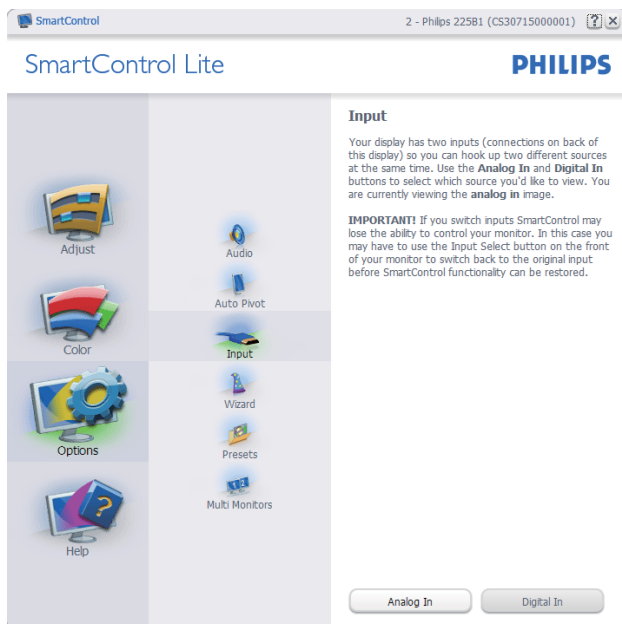 SmartControl
2 - Philips 225B1 (CS30715000001)
?
SmartControl Lite
PHILIPS
Adjust
Color
Options
Help
Audio
Auto Pivot
Input
Wizard
Presets
1 2
Multi Monitors
Input
Your display has two inputs (connections on back of
this display) so you can hook up two different sources
at the same time. Use the Analog In and Digital In
buttons to select which source you'd like to view. You
are currently viewing the analog in image.
IMPORTANT! If you switch inputs SmartControl may
lose the ability to control your monitor. In this case you
may have to use the Input Select button on the front
of your monitor to switch back to the original input
before SmartControl functionality can be restored.
Analog In
Digital In